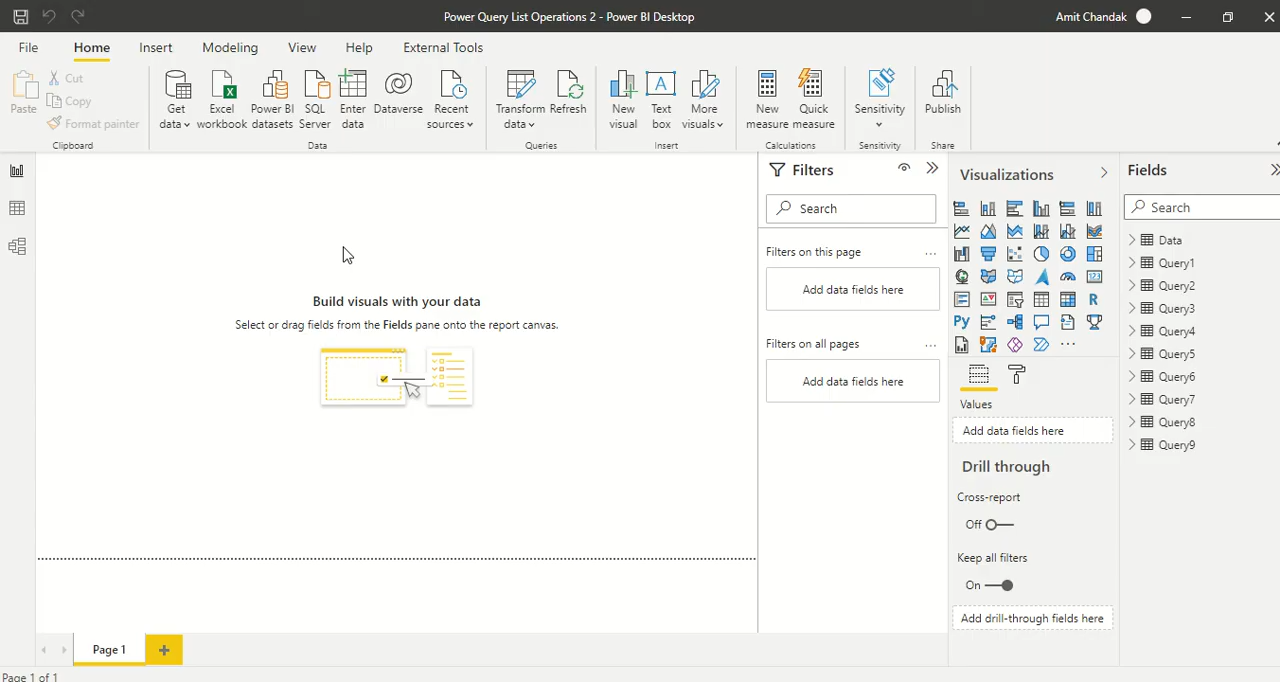 Power Query List Operations 2 - Power BI Desktop
Amit Chandak
File Home Insert Modeling View Help External Tools
Paste
Cut
Copy
Format painter
Clipboard
Get data
Excel workbook
Power BI datasets
SQL Server
Enter data
Dataverse
Recent sources
Data
Transform data
Refresh
Queries
New visual
Text box
More visuals
Insert
New measure
Quick measure
Calculations
Sensitivity
Sensitivity
Publish
Share
Build visuals with your data
Select or drag fields from the Fields pane onto the report canvas.
Filters
Search
Filters on this page
...
Add data fields here
Filters on all pages
...
Add data fields here
Visualizations
R
Py
123
...
Values
Add data fields here
Drill through
Cross-report
Off
Keep all filters
On
Add drill-through fields here
Fields
Search
Data
Query1
Query2
Query3
Query4
Query5
Query6
Query7
Query8
Query9
Page 1
Page 1 of 1